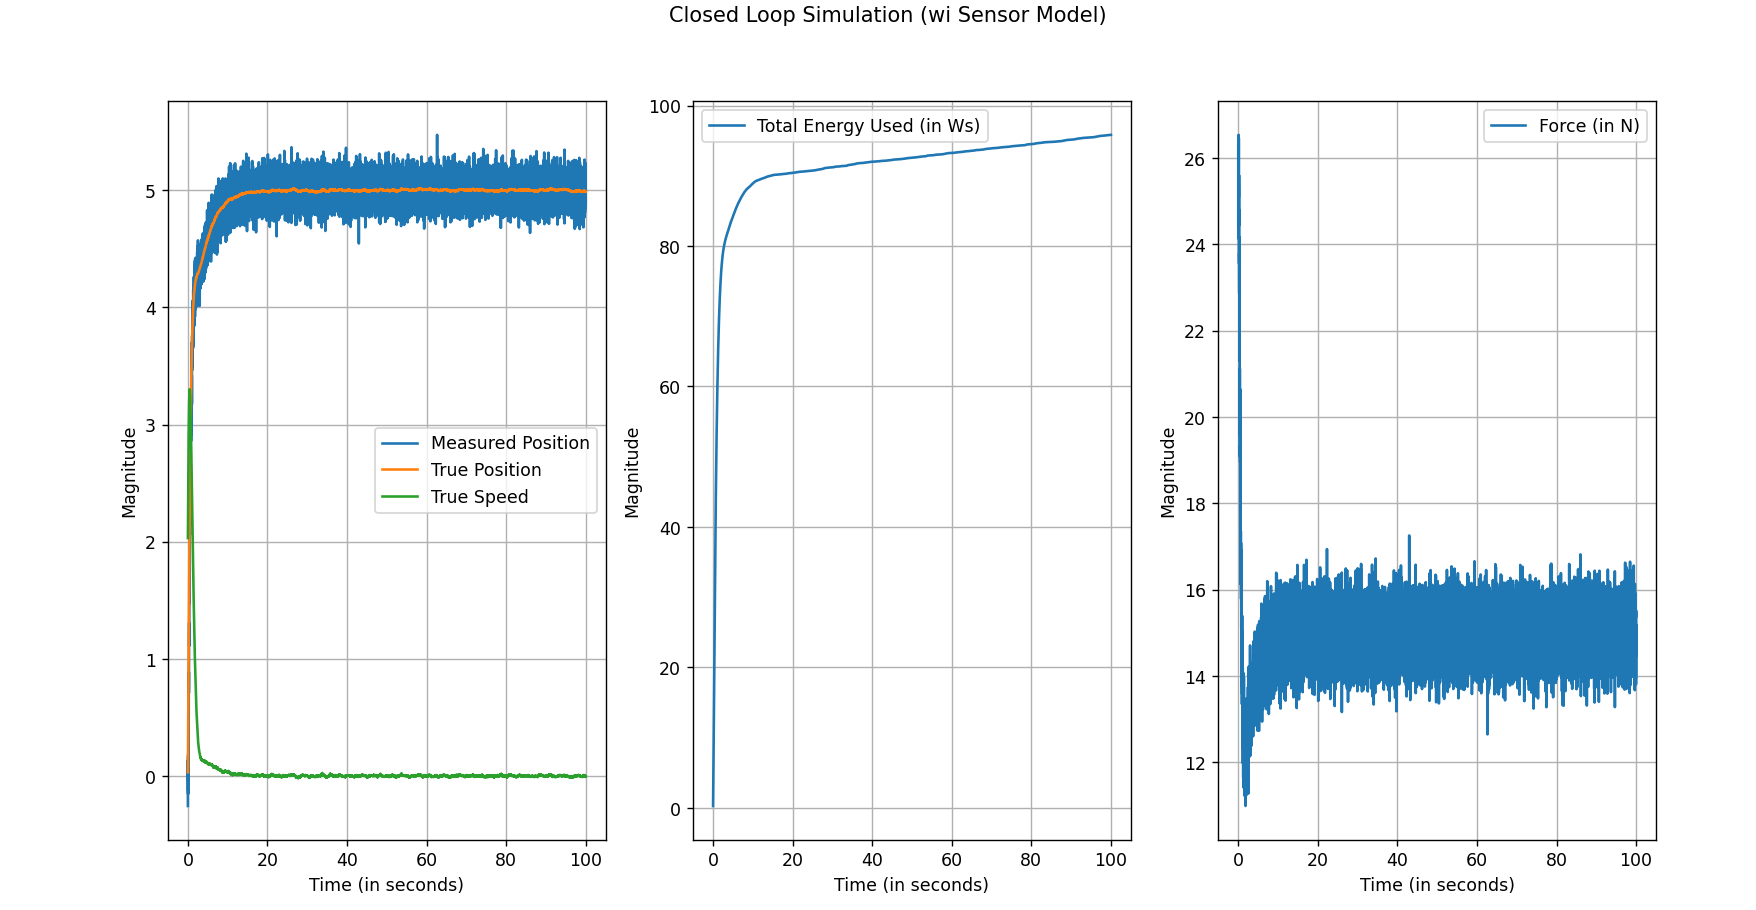 Closed Loop Simulation (wi Sensor Model)
Magnitude
5
4
3
2
1
0
Measured Position
True Position
True Speed
0 20 40 60 80 100
Time (in seconds)
Magnitude
100
80
60
40
20
0
Total Energy Used (in Ws)
0 20 40 60 80 100
Time (in seconds)
Magnitude
26
24
22
20
18
16
14
12
Force (in N)
0 20 40 60 80 100
Time (in seconds)